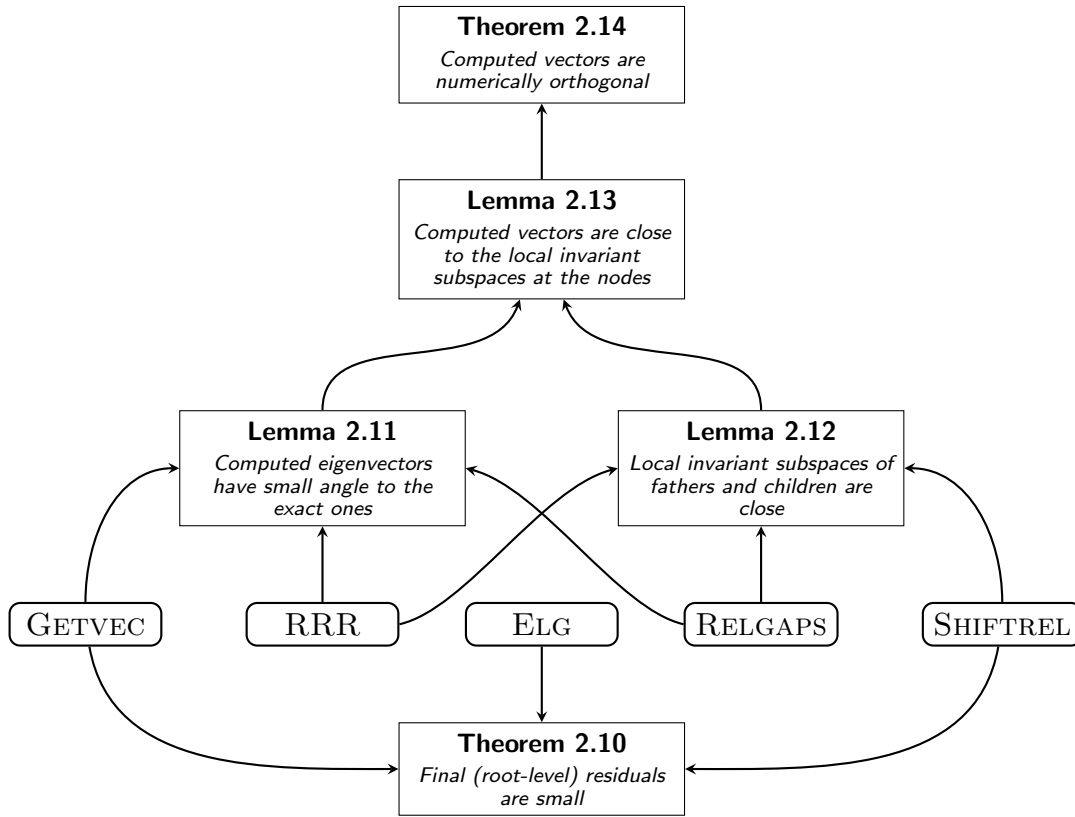 Theorem 2.14
Computed vectors are
numerically orthogonal
Lemma 2.13
Computed vectors are close
to the local invariant
subspaces at the nodes
Lemma 2.11
Computed eigenvectors
have small angle to the
exact ones
Lemma 2.12
Local invariant subspaces of
fathers and children are
close
GETVEC
RRR
ELG
RELGAPS
SHIFTREL
Theorem 2.10
Final (root-level) residuals
are small